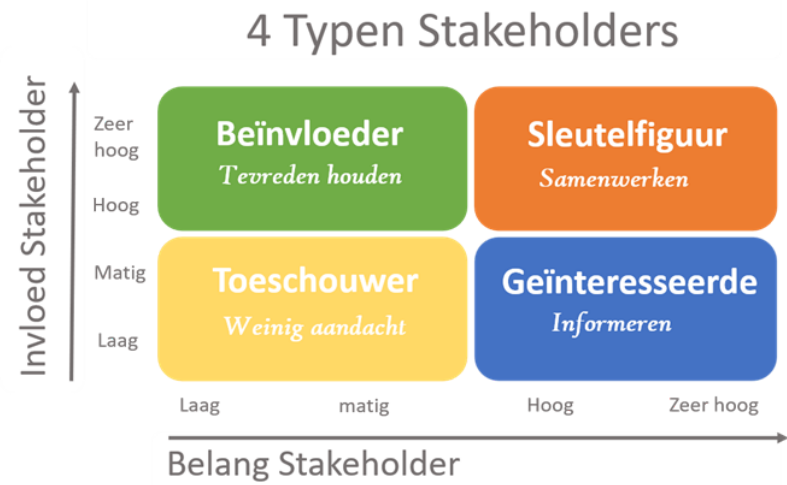 4 Typen Stakeholders
Invloed Stakeholder
Zeer
hoog
Hoog
Matig
Laag
Beïnvloeder
Tevreden houden
Sleutelfiguur
Samenwerken
Toeschouwer
Weinig aandacht
Geïnteresseerde
Informeren
Laag
matig
Hoog
Zeer hoog
Belang Stakeholder